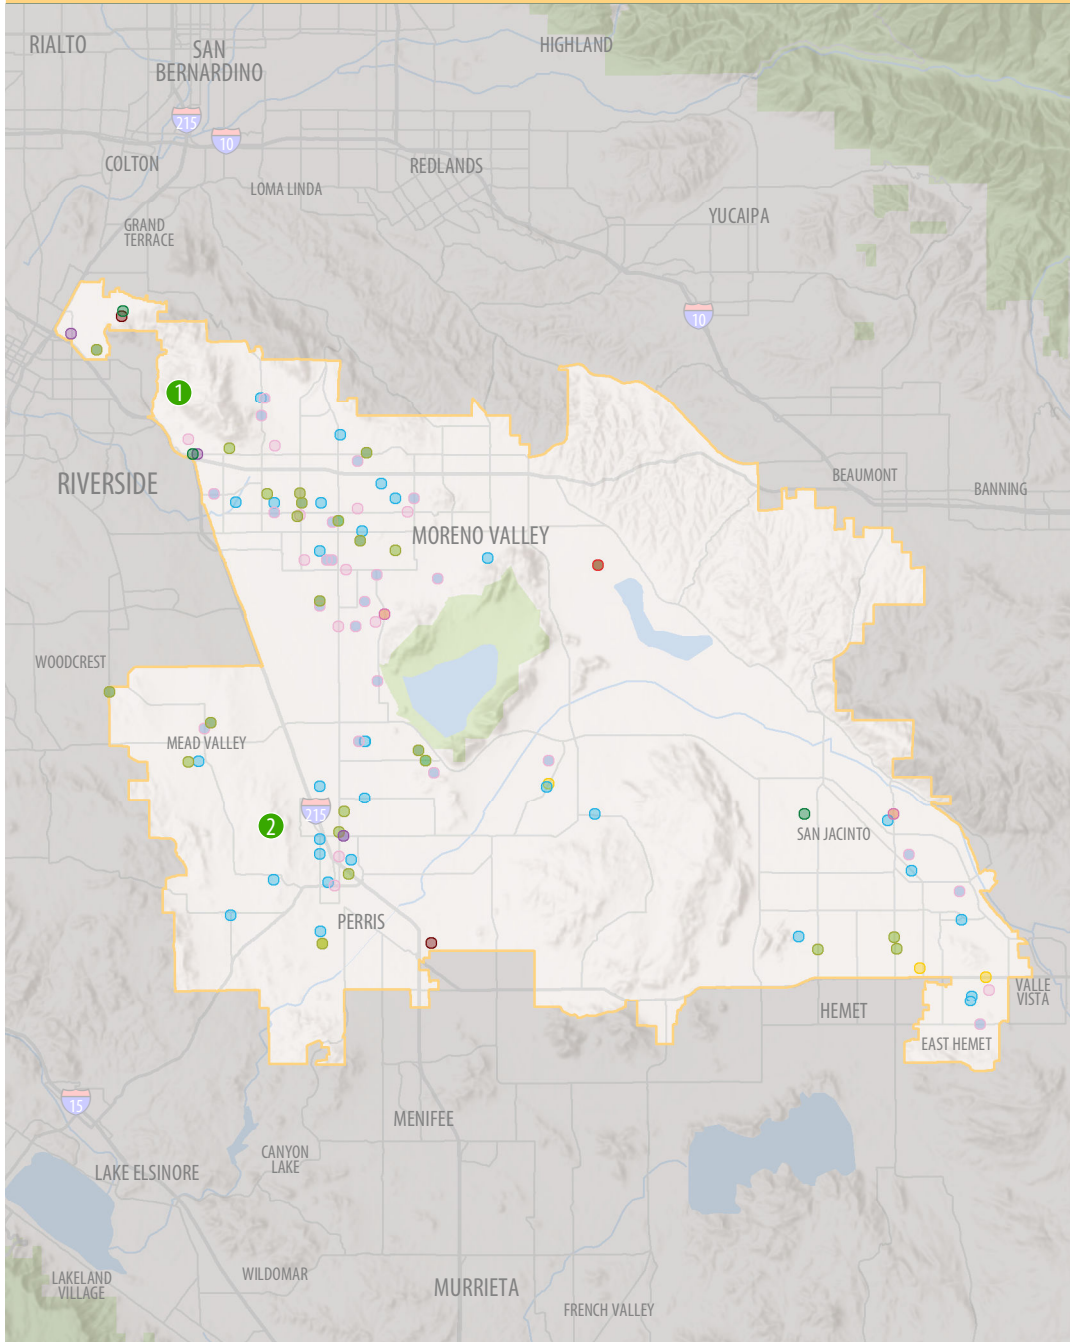 RIALTO
SAN
BERNARDINO
HIGHLAND
215
10
COLTON
REDLANDS
LOMA LINDA
YUCAIPA
GRAND
TERRACE
10
1
RIVERSIDE
BEAUMONT
BANNING
MORENO VALLEY
WOODCREST
MEAD VALLEY
215
2
SAN JACINTO
PERRIS
VALLE
VISTA
HEMET
EAST HEMET
15
MENIFEE
CANYON
LAKE
LAKE ELSINORE
WILDOMAR
LAKELAND
VILLAGE
MURRIETA
FRENCH VALLEY